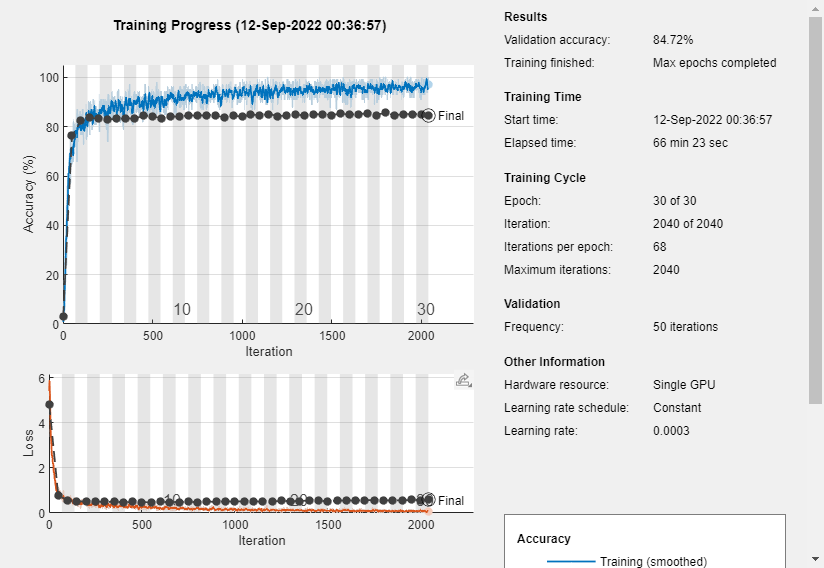 Training Progress (12-Sep-2022 00:36:57)
100
80
60
40
20
0
Accuracy (%)
Final
10
20
30
0
500
1000
1500
2000
Iteration
6
4
2
0
Loss
Final
10
20
30
0
500
1000
1500
2000
Iteration
Results
Validation accuracy: 84.72%
Training finished: Max epochs completed
Training Time
Start time: 12-Sep-2022 00:36:57
Elapsed time: 66 min 23 sec
Training Cycle
Epoch: 30 of 30
Iteration: 2040 of 2040
Iterations per epoch: 68
Maximum iterations: 2040
Validation
Frequency: 50 iterations
Other Information
Hardware resource: Single GPU
Learning rate schedule: Constant
Learning rate: 0.0003
Accuracy
Training (smoothed)